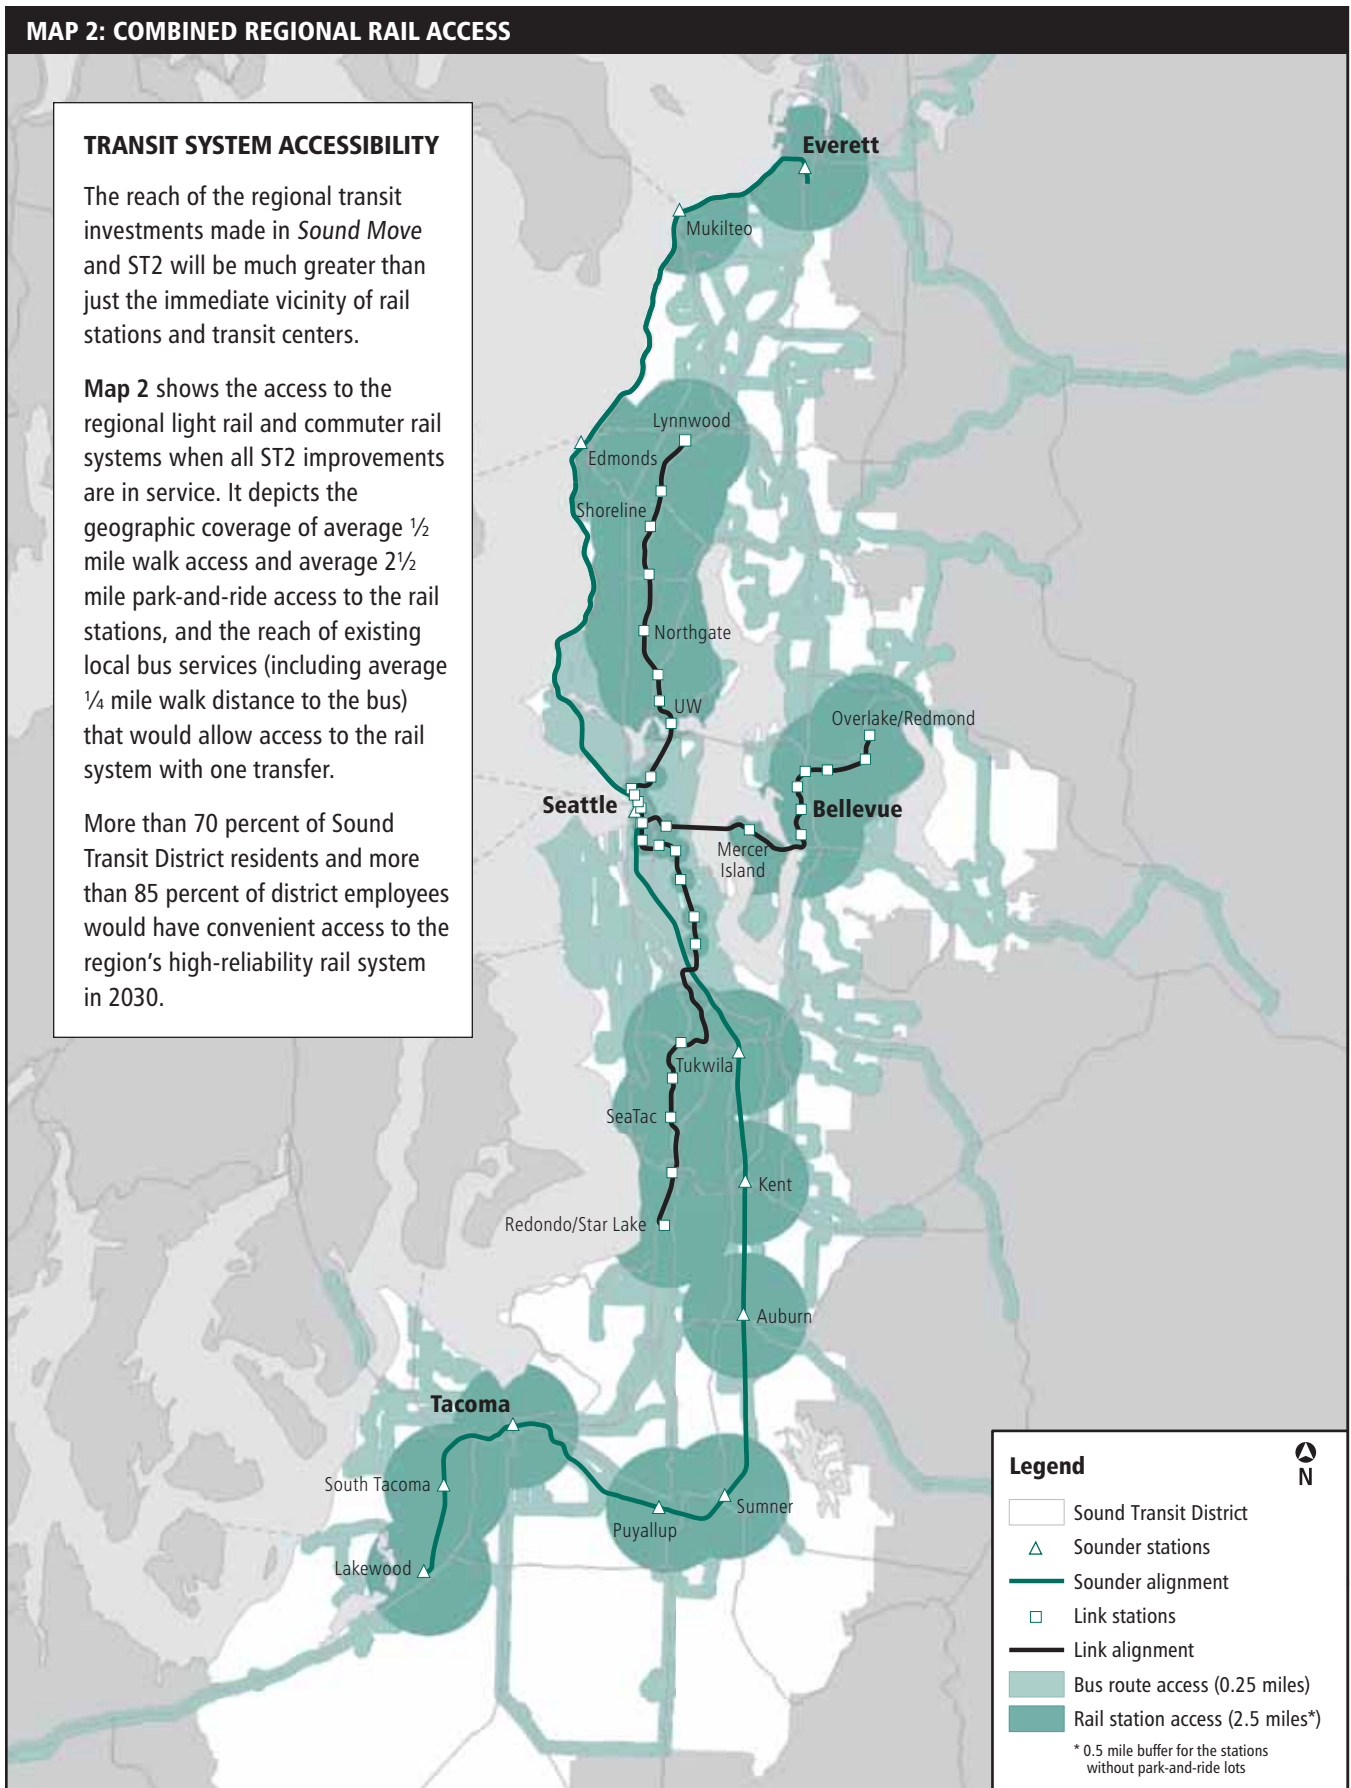 MAP 2: COMBINED REGIONAL RAIL ACCESS
TRANSIT SYSTEM ACCESSIBILITY
The reach of the regional transit
investments made in Sound Move
and ST2 will be much greater than
just the immediate vicinity of rail
stations and transit centers.
Map 2 shows the access to the
regional light rail and commuter rail
systems when all ST2 improvements
are in service. It depicts the
geographic coverage of average ½
mile walk access and average 2½
mile park-and-ride access to the rail
stations, and the reach of existing
local bus services (including average
¼ mile walk distance to the bus)
that would allow access to the rail
system with one transfer.
More than 70 percent of Sound
Transit District residents and more
than 85 percent of district employees
would have convenient access to the
region's high-reliability rail system
in 2030.
Everett
Mukilteo
Lynnwood
Edmonds
Shoreline
Northgate
UW
Overlake/Redmond
Seattle
Bellevue
Mercer
Island
Tukwila
SeaTac
Kent
Redondo/Star Lake
Auburn
Tacoma
South Tacoma
Sumner
Puyallup
Lakewood
Legend
N
Sound Transit District
Sounder stations
Sounder alignment
Link stations
Link alignment
Bus route access (0.25 miles)
Rail station access (2.5 miles*)
* 0.5 mile buffer for the stations
without park-and-ride lots